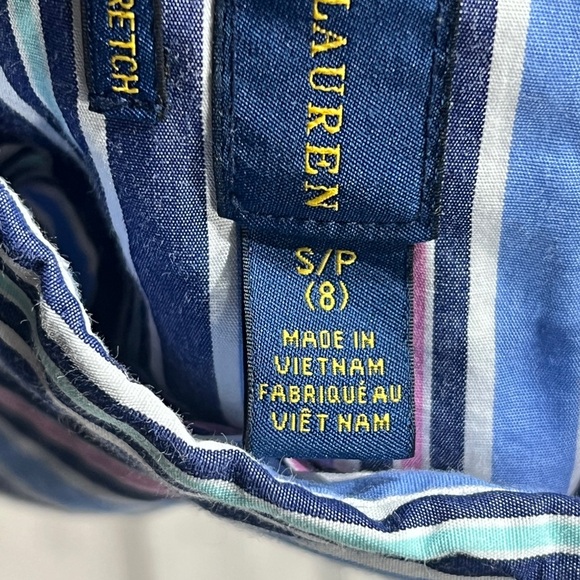 RETCH
LAUREN
S/P
(8)
MADE IN
VIETNAM
FABRIQUÉ AU
VIÊT NAM